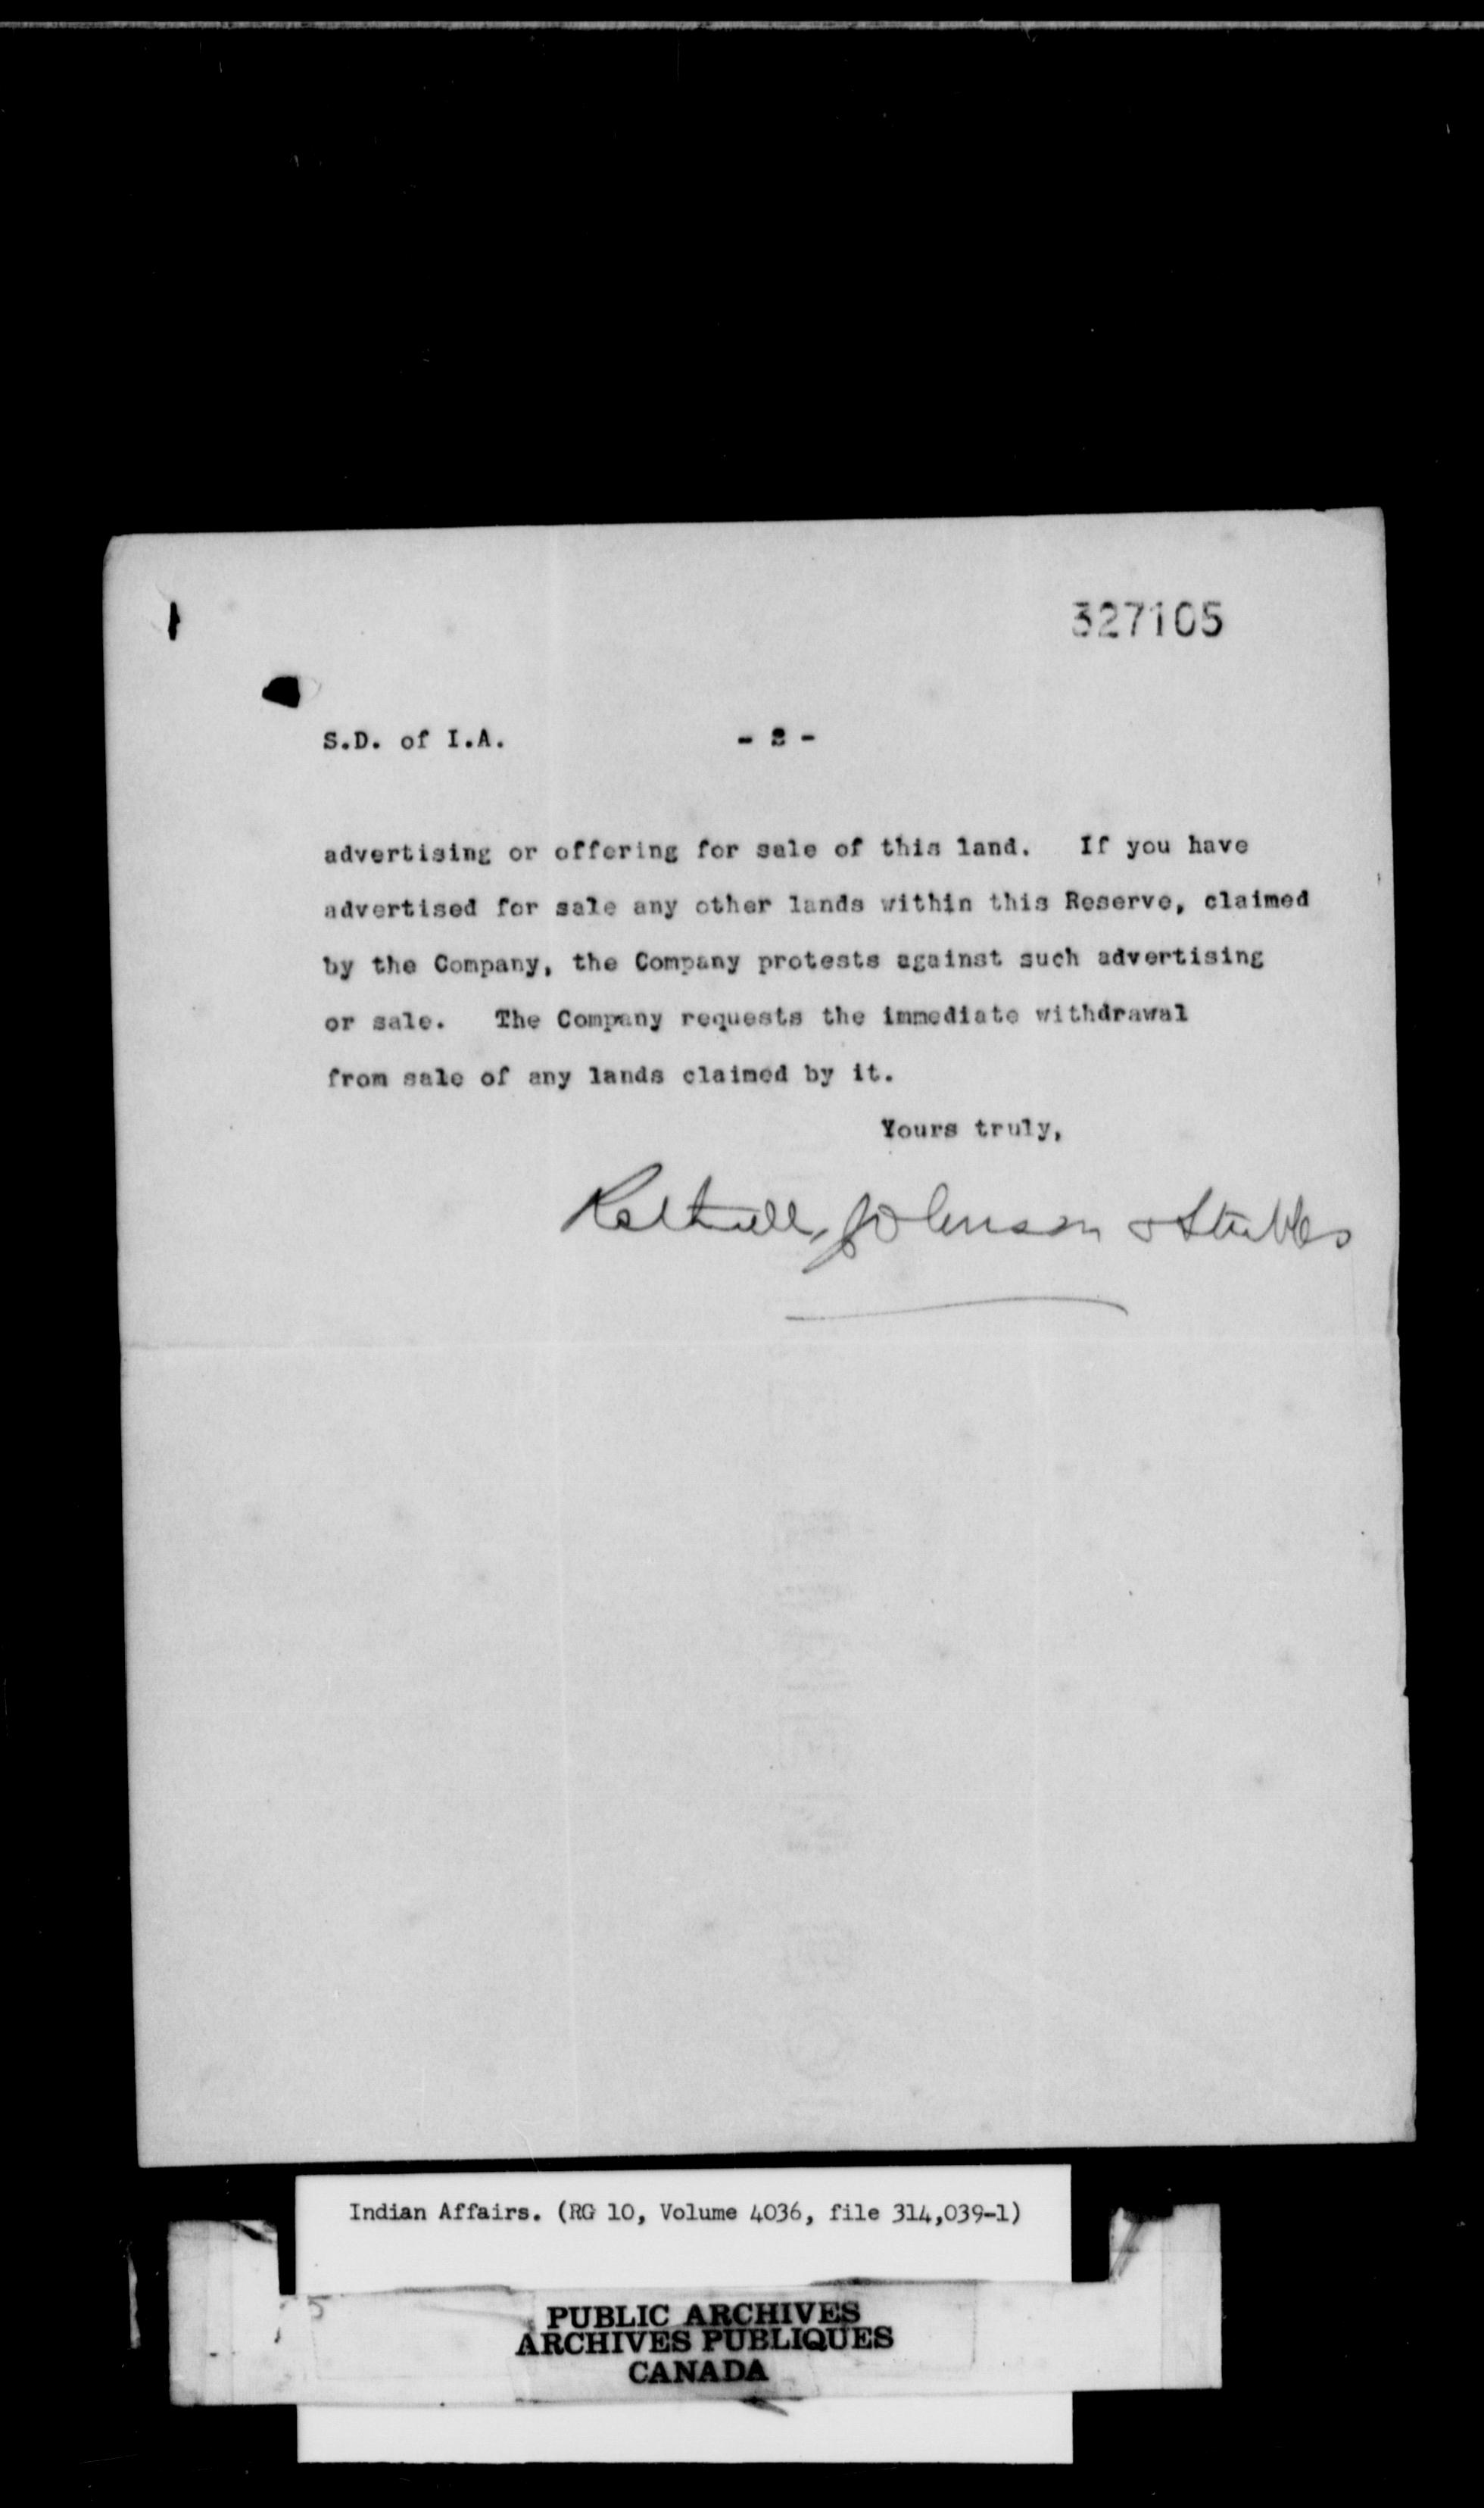 327105
S.D. of I.A. - 2 -
advertising or offering for sale of this land. If you have
advertised for sale any other lands within this Reserve, claimed
by the Company, the Company protests against such advertising
or sale. The Company requests the immediate withdrawal
from sale of any lands claimed by it.
Yours truly,
Rothwell, Johnson & Stubbs
Indian Affairs. (RG 10, Volume 4036, file 314,039-1)
PUBLIC ARCHIVES
ARCHIVES PUBLIQUES
CANADA